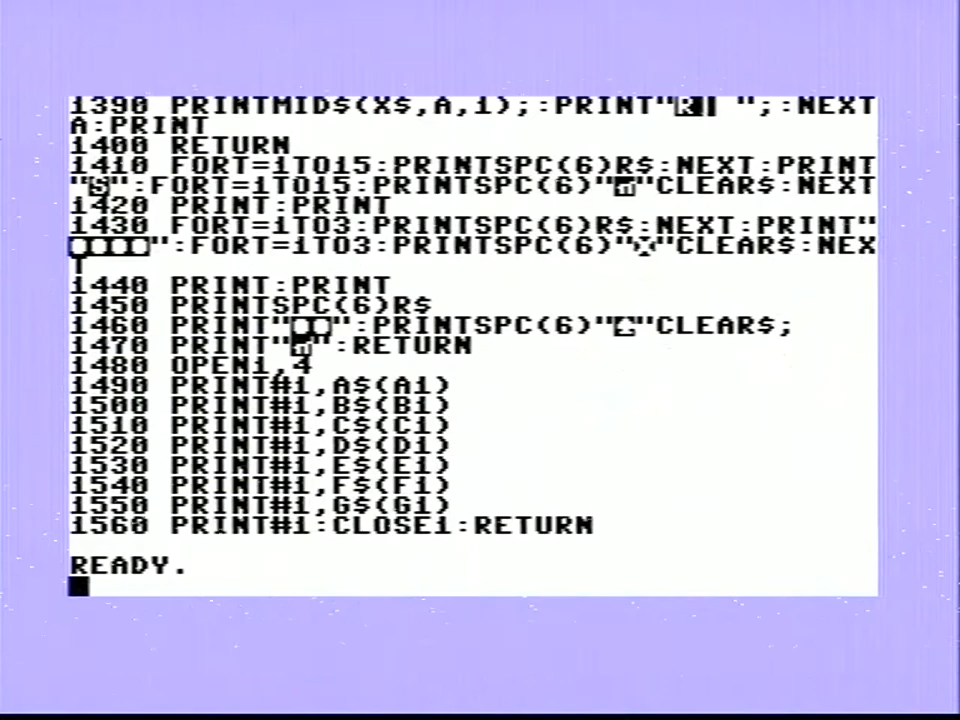 1390 PRINTMID$(X$,A,1);:PRINT"R| ";:NEXT
A:PRINT
1400 RETURN
1410 FORT=1TO15:PRINTSPC(6)R$:NEXT:PRINT
"S":FORT=1TO15:PRINTSPC(6)""CLEAR$:NEXT
1420 PRINT:PRINT
1430 FORT=1TO3:PRINTSPC(6)R$:NEXT:PRINT"
":FORT=1TO3:PRINTSPC(6)""CLEAR$:NEX
T
1440 PRINT:PRINT
1450 PRINTSPC(6)R$
1460 PRINT"":PRINTSPC(6)""CLEAR$;
1470 PRINT"":RETURN
1480 OPEN1,4
1490 PRINT#1,A$(A1)
1500 PRINT#1,B$(B1)
1510 PRINT#1,C$(C1)
1520 PRINT#1,D$(D1)
1530 PRINT#1,E$(E1)
1540 PRINT#1,F$(F1)
1550 PRINT#1,G$(G1)
1560 PRINT#1:CLOSE1:RETURN
READY.